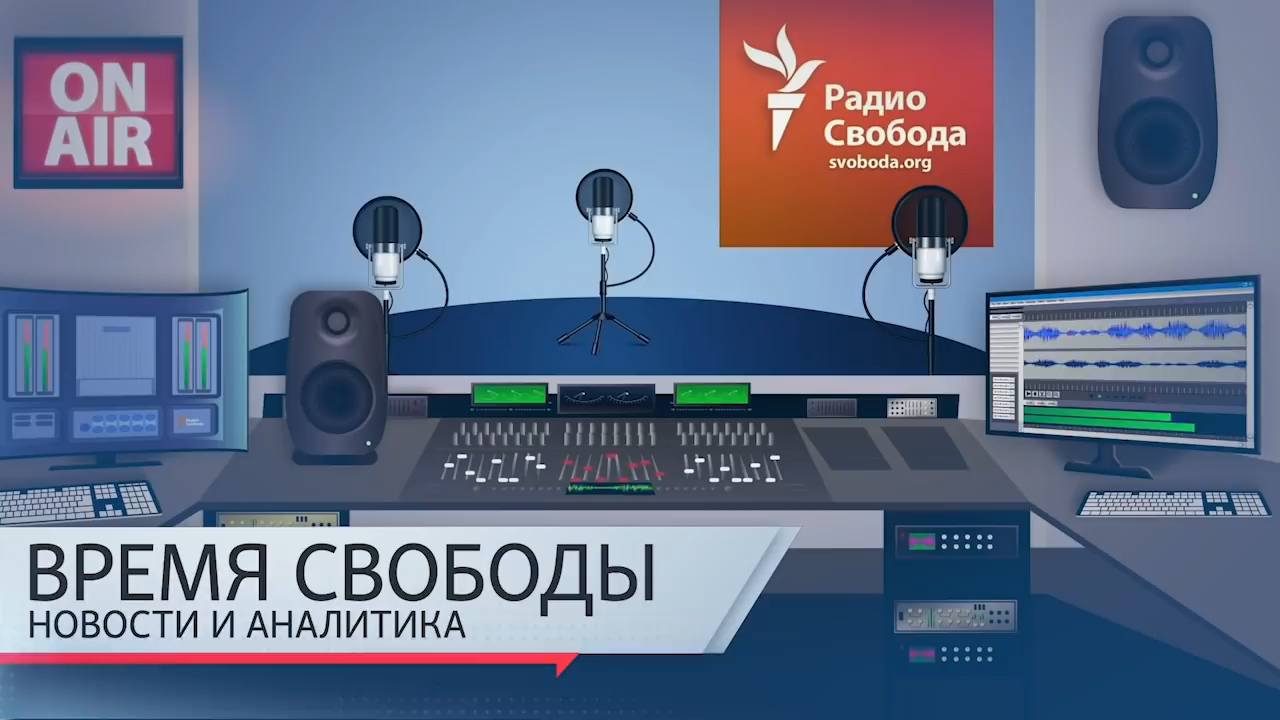 ON
AIR
Радио
Свобода
svoboda.org
ВРЕМЯ СВОБОДЫ
НОВОСТИ И АНАЛИТИКА